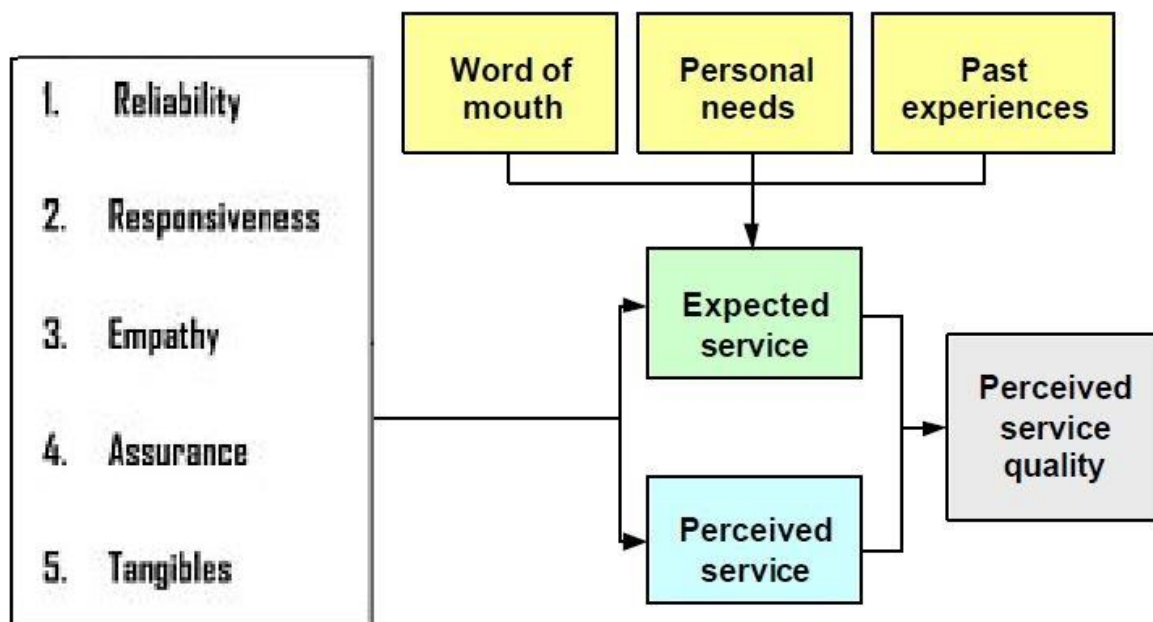 1. Reliability
2. Responsiveness
3. Empathy
4. Assurance
5. Tangibles
Word of
mouth
Personal
needs
Past
experiences
Expected
service
Perceived
service
Perceived
service
quality